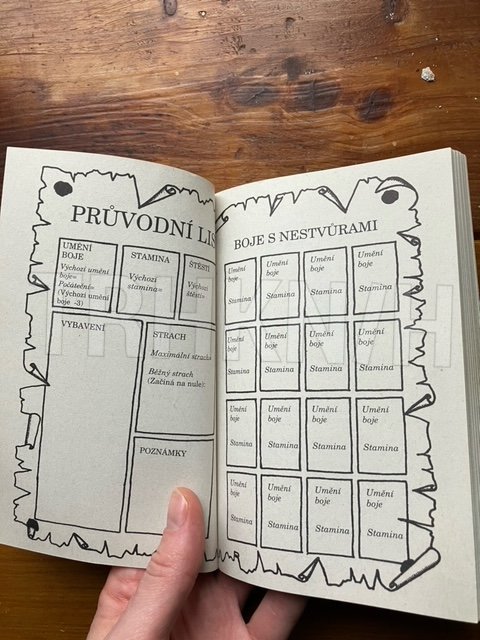 PRŮVODNÍ LIS
UMĚNÍ
BOJE
Výchozí umění
boje=
Počáteční=
(Výchozí umění
boje -3)
STAMINA
Výchozí
stamina=
ŠTĚSTÍ
Výchozí
štěstí=
VYBAVENÍ
STRACH
Maximální strach=
Běžný strach
(Začíná na nule):
POZNÁMKY
BOJE S NESTVŮRAMI
Umění
boje
Stamina
Umění
boje
Stamina
Umění
boje
Stamina
Umění
boje
Stamina
Umění
boje
Stamina
Umění
boje
Stamina
Umění
boje
Stamina
Umění
boje
Stamina
Umění
boje
Stamina
Umění
boje
Stamina
Umění
boje
Stamina
Umění
boje
Stamina
Umění
boje
Stamina
Umění
boje
Stamina
Umění
boje
Stamina
Umění
boje
Stamina